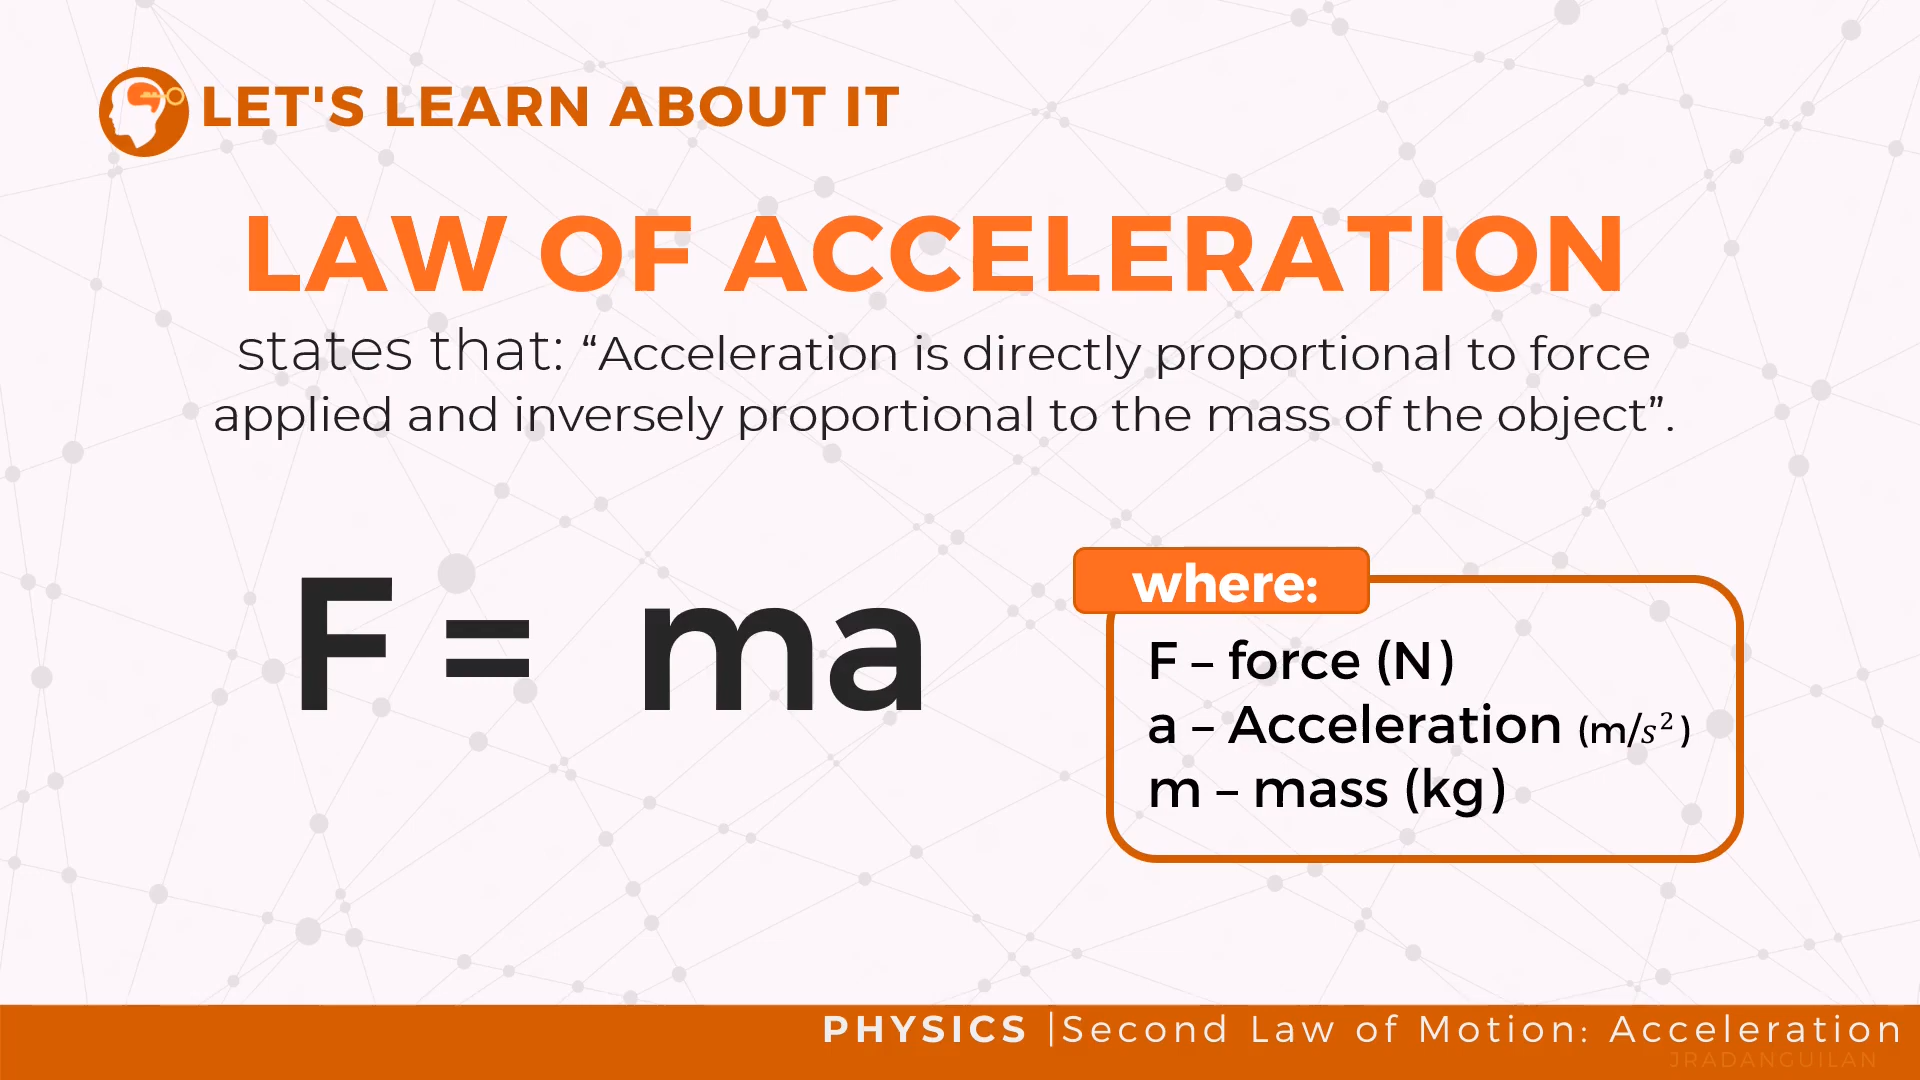 LET'S LEARN ABOUT IT
LAW OF ACCELERATION
states that: “Acceleration is directly proportional to force
applied and inversely proportional to the mass of the object”.
F = ma
where:
F – force (N)
a – Acceleration (m/s²)
m – mass (kg)
PHYSICS |Second Law of Motion: Acceleration
JRADANGUILAN